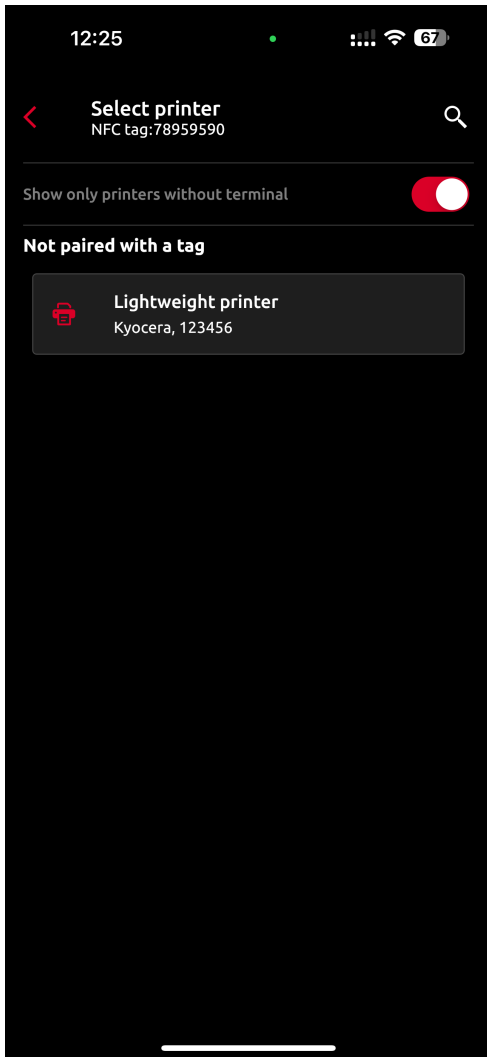 12:25
67
Select printer
NFC tag:78959590
Show only printers without terminal
Not paired with a tag
Lightweight printer
Kyocera, 123456